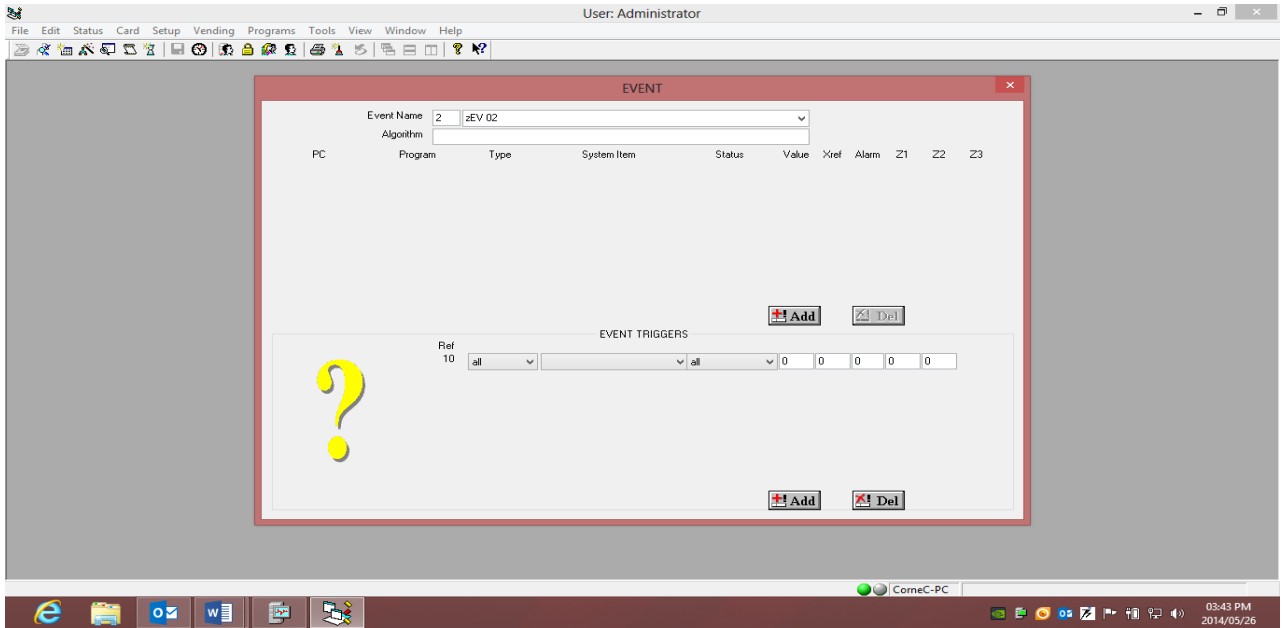 User: Administrator
File Edit Status Card Setup Vending Programs Tools View Window Help
EVENT
Event Name 2 zEV 02
Algorithm
PC Program Type System Item Status Value Xref Alarm Z1 Z2 Z3
Add Del
EVENT TRIGGERS
Ref
10 all all 0 0 0 0 0
Add Del
CorneC-PC
03:43 PM
2014/05/26